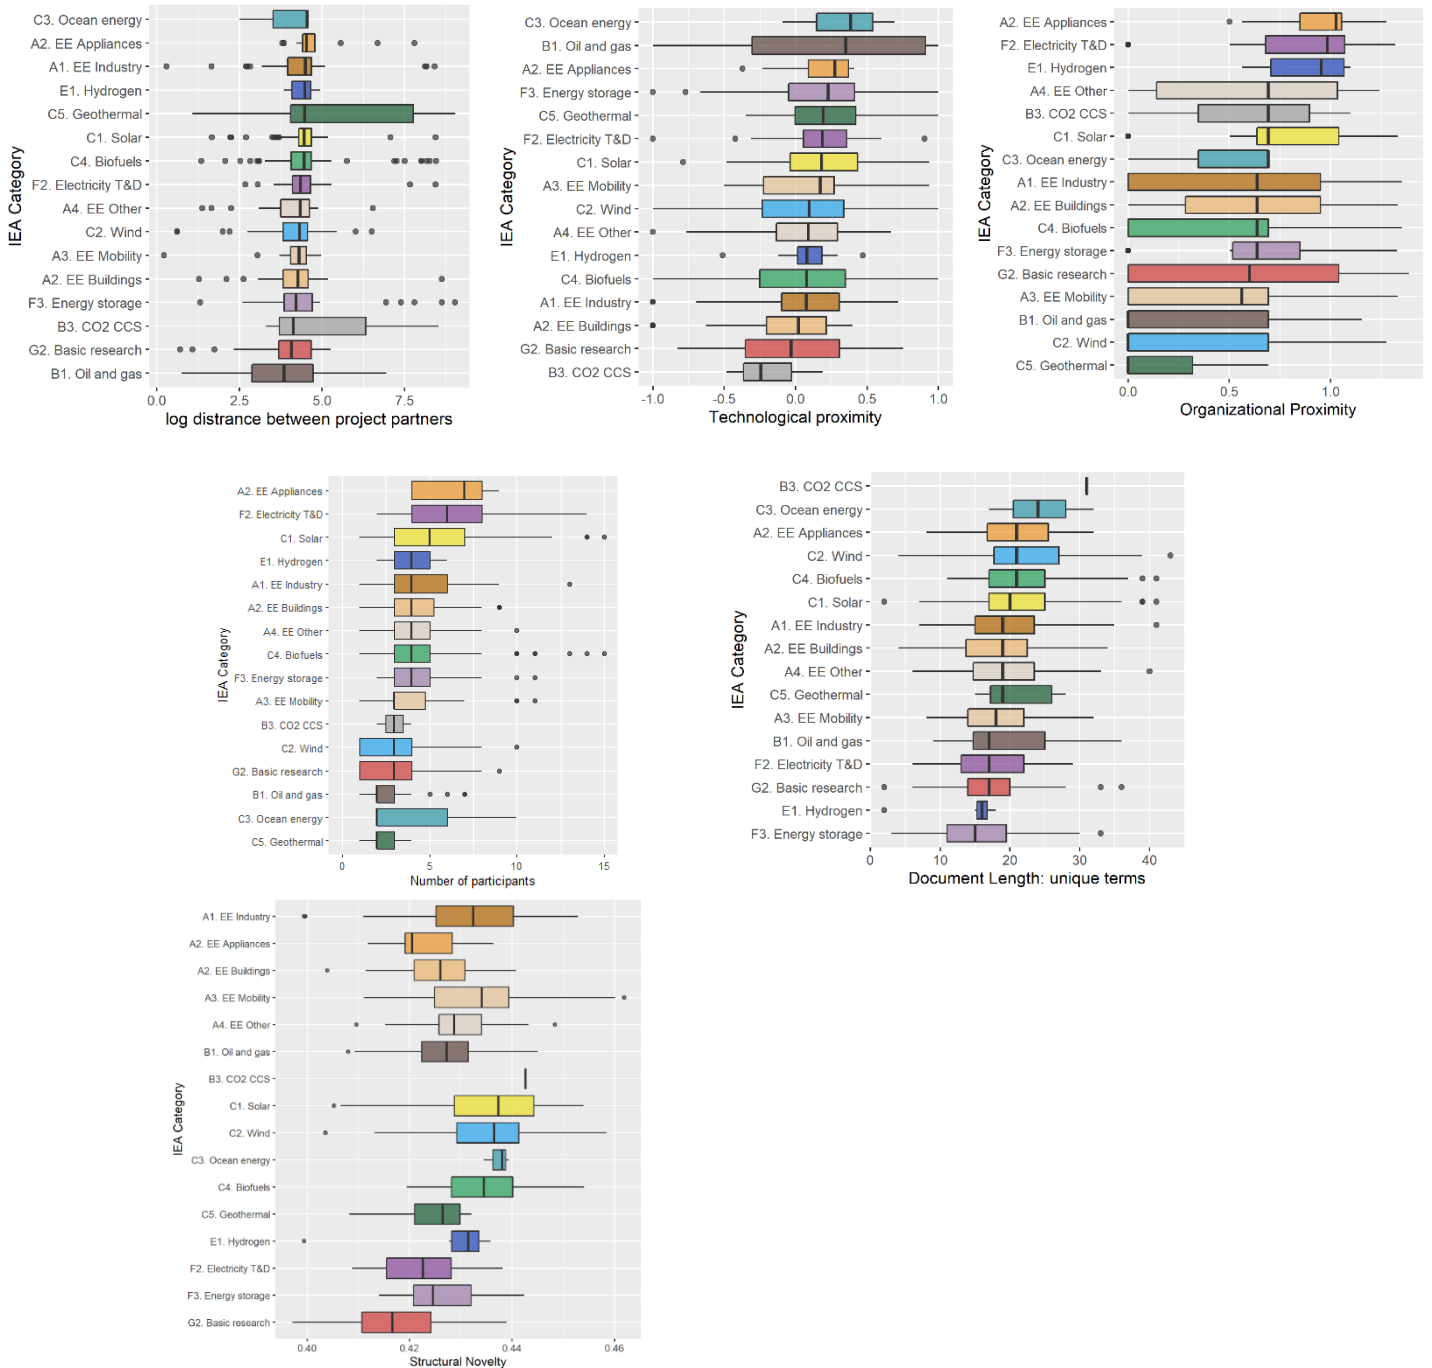 IEA Category
C3. Ocean energy
A2. EE Appliances
A1. EE Industry
E1. Hydrogen
C5. Geothermal
C1. Solar
C4. Biofuels
F2. Electricity T&D
A4. EE Other
C2. Wind
A3. EE Mobility
A2. EE Buildings
F3. Energy storage
B3. CO2 CCS
G2. Basic research
B1. Oil and gas
0.0 2.5 5.0 7.5
log distrance between project partners
IEA Category
C3. Ocean energy
B1. Oil and gas
A2. EE Appliances
F3. Energy storage
C5. Geothermal
F2. Electricity T&D
C1. Solar
A3. EE Mobility
C2. Wind
A4. EE Other
E1. Hydrogen
C4. Biofuels
A1. EE Industry
A2. EE Buildings
G2. Basic research
B3. CO2 CCS
-1.0 -0.5 0.0 0.5 1.0
Technological proximity
IEA Category
A2. EE Appliances
F2. Electricity T&D
E1. Hydrogen
A4. EE Other
B3. CO2 CCS
C1. Solar
C3. Ocean energy
A1. EE Industry
A2. EE Buildings
C4. Biofuels
F3. Energy storage
G2. Basic research
A3. EE Mobility
B1. Oil and gas
C2. Wind
C5. Geothermal
0.0 0.5 1.0
Organizational Proximity
IEA Category
A2. EE Appliances
F2. Electricity T&D
C1. Solar
E1. Hydrogen
A1. EE Industry
A2. EE Buildings
A4. EE Other
C4. Biofuels
F3. Energy storage
A3. EE Mobility
B3. CO2 CCS
C2. Wind
G2. Basic research
B1. Oil and gas
C3. Ocean energy
C5. Geothermal
0 5 10 15
Number of participants
IEA Category
B3. CO2 CCS
C3. Ocean energy
A2. EE Appliances
C2. Wind
C4. Biofuels
C1. Solar
A1. EE Industry
A2. EE Buildings
A4. EE Other
C5. Geothermal
A3. EE Mobility
B1. Oil and gas
F2. Electricity T&D
G2. Basic research
E1. Hydrogen
F3. Energy storage
0 10 20 30 40
Document Length: unique terms
IEA Category
A1. EE Industry
A2. EE Appliances
A2. EE Buildings
A3. EE Mobility
A4. EE Other
B1. Oil and gas
B3. CO2 CCS
C1. Solar
C2. Wind
C3. Ocean energy
C4. Biofuels
C5. Geothermal
E1. Hydrogen
F2. Electricity T&D
F3. Energy storage
G2. Basic research
0.40 0.42 0.44 0.46
Structural Novelty